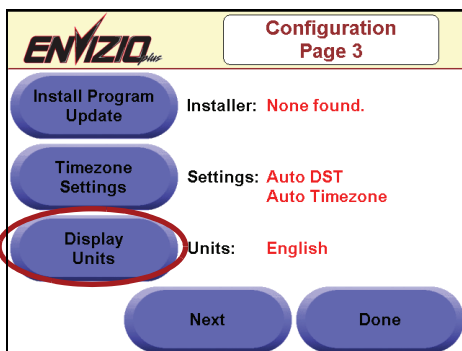 ENVIZIO plus
Configuration
Page 3
Install Program
Update
Installer: None found.
Timezone
Settings
Settings: Auto DST
Auto Timezone
Display
Units
Units: English
Next
Done